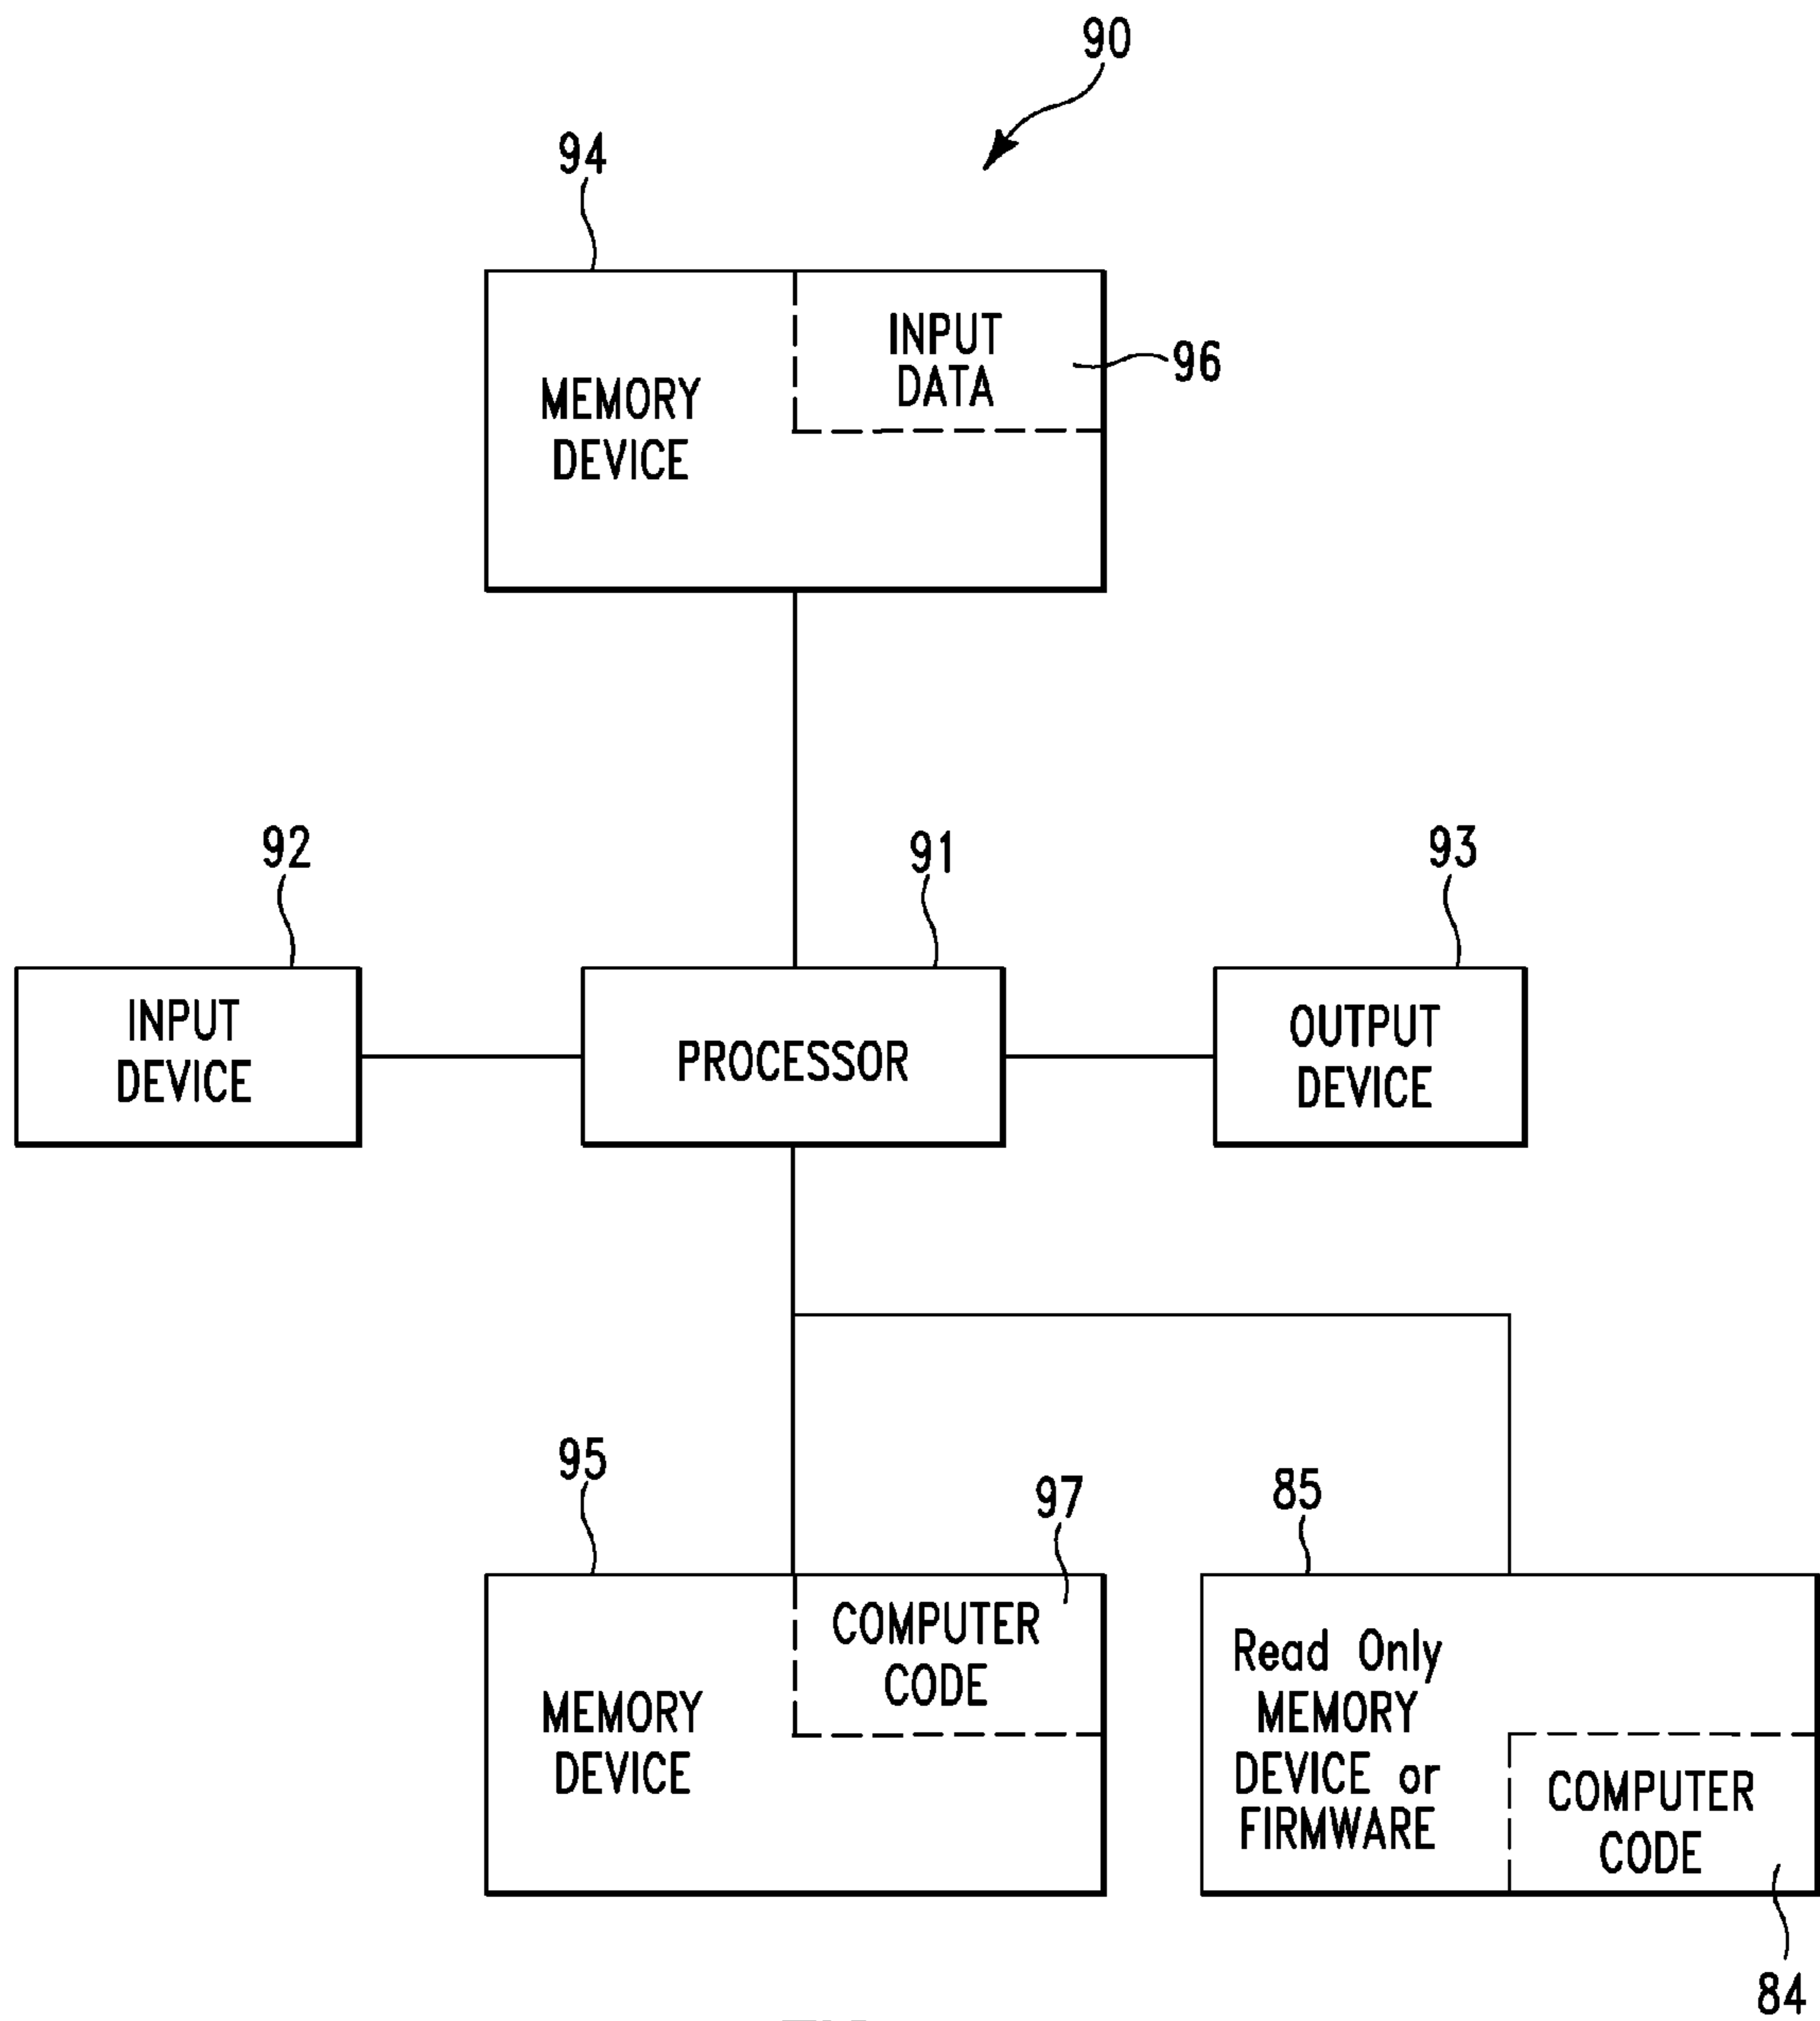 90
94
INPUT
DATA
96
MEMORY
DEVICE
92
91
93
INPUT
DEVICE
PROCESSOR
OUTPUT
DEVICE
95
97
85
COMPUTER
CODE
MEMORY
DEVICE
Read Only
MEMORY
DEVICE or
FIRMWARE
COMPUTER
CODE
84